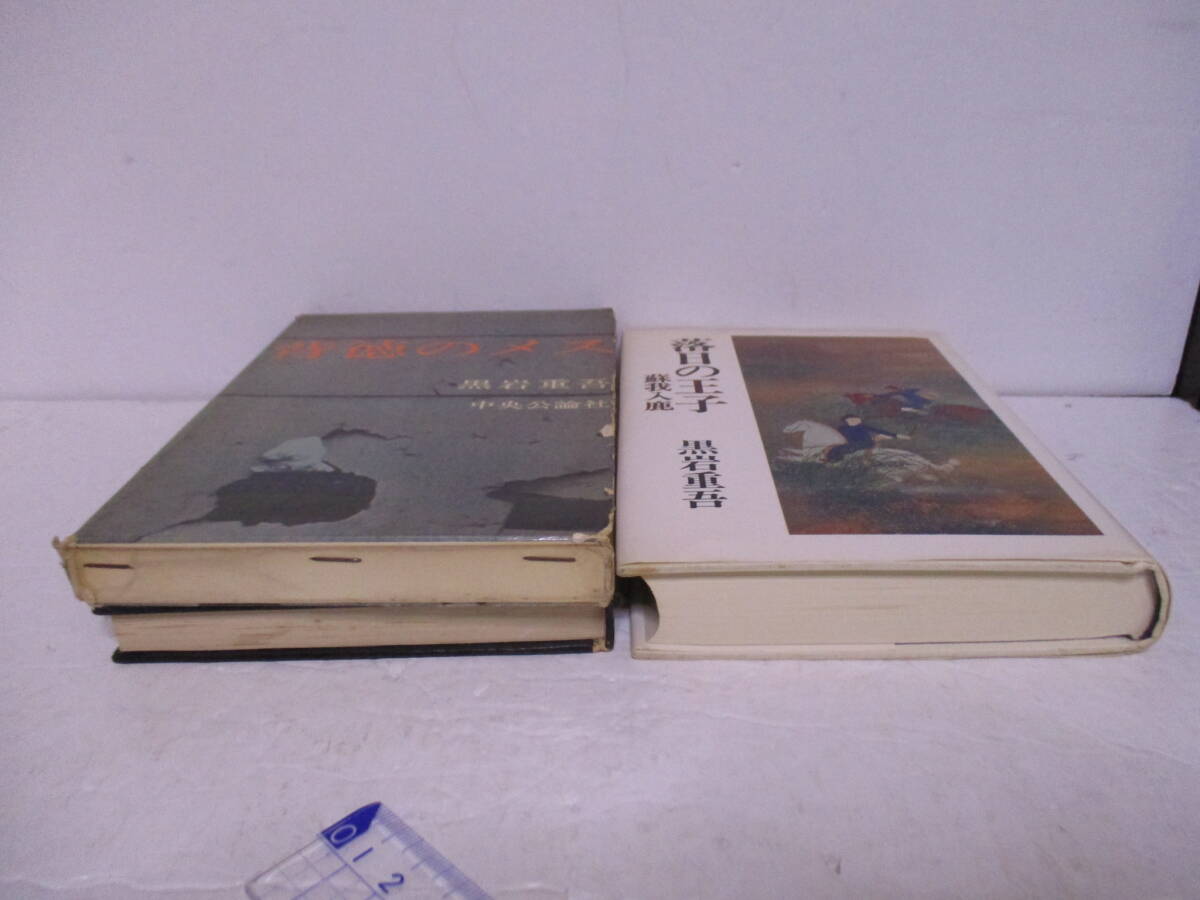 背徳のメス
黒岩重吾
中央公論社
落日の王子
蘇我入鹿
黒岩重吾
0 1 2